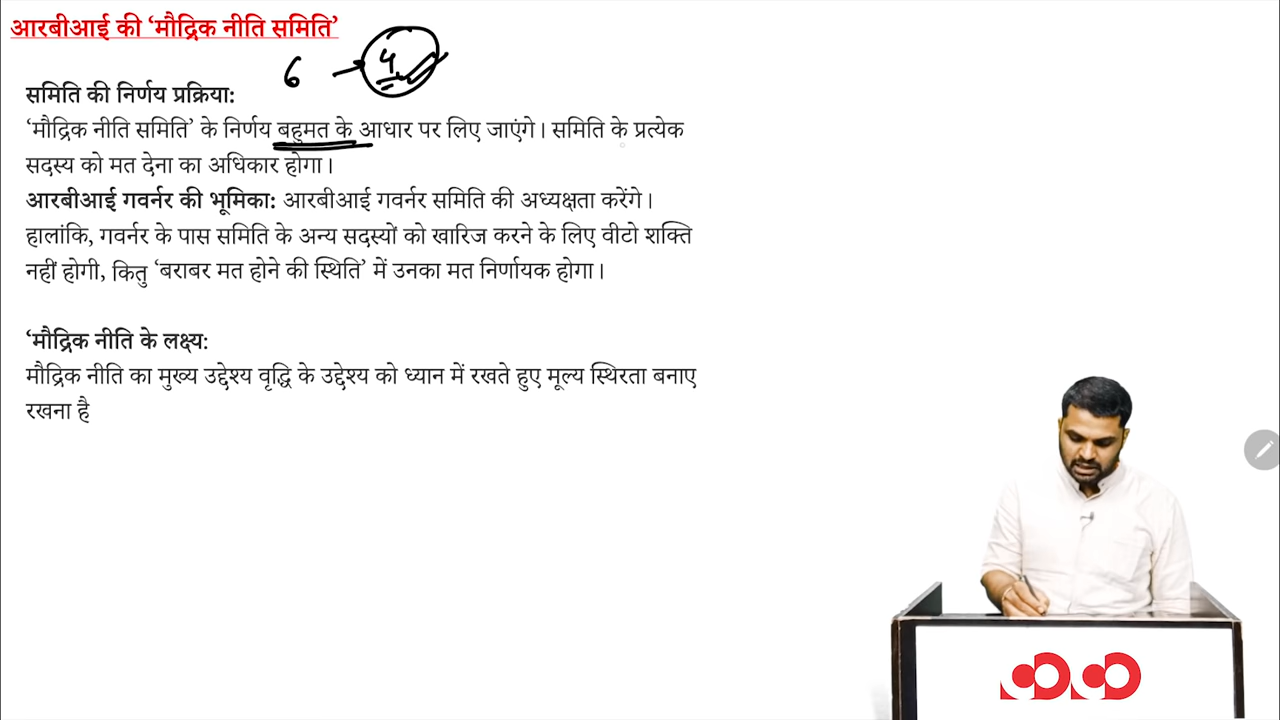 आरबीआई की ‘मौद्रिक नीति समिति’
6 → 4
समिति की निर्णय प्रक्रिया:
‘मौद्रिक नीति समिति’ के निर्णय बहुमत के आधार पर लिए जाएंगे। समिति के प्रत्येक
सदस्य को मत देना का अधिकार होगा।
आरबीआई गवर्नर की भूमिका: आरबीआई गवर्नर समिति की अध्यक्षता करेंगे।
हालांकि, गवर्नर के पास समिति के अन्य सदस्यों को खारिज करने के लिए वीटो शक्ति
नहीं होगी, कितु ‘बराबर मत होने की स्थिति’ में उनका मत निर्णायक होगा।
‘मौद्रिक नीति के लक्ष्य:
मौद्रिक नीति का मुख्य उद्देश्य वृद्धि के उद्देश्य को ध्यान में रखते हुए मूल्य स्थिरता बनाए
रखना है